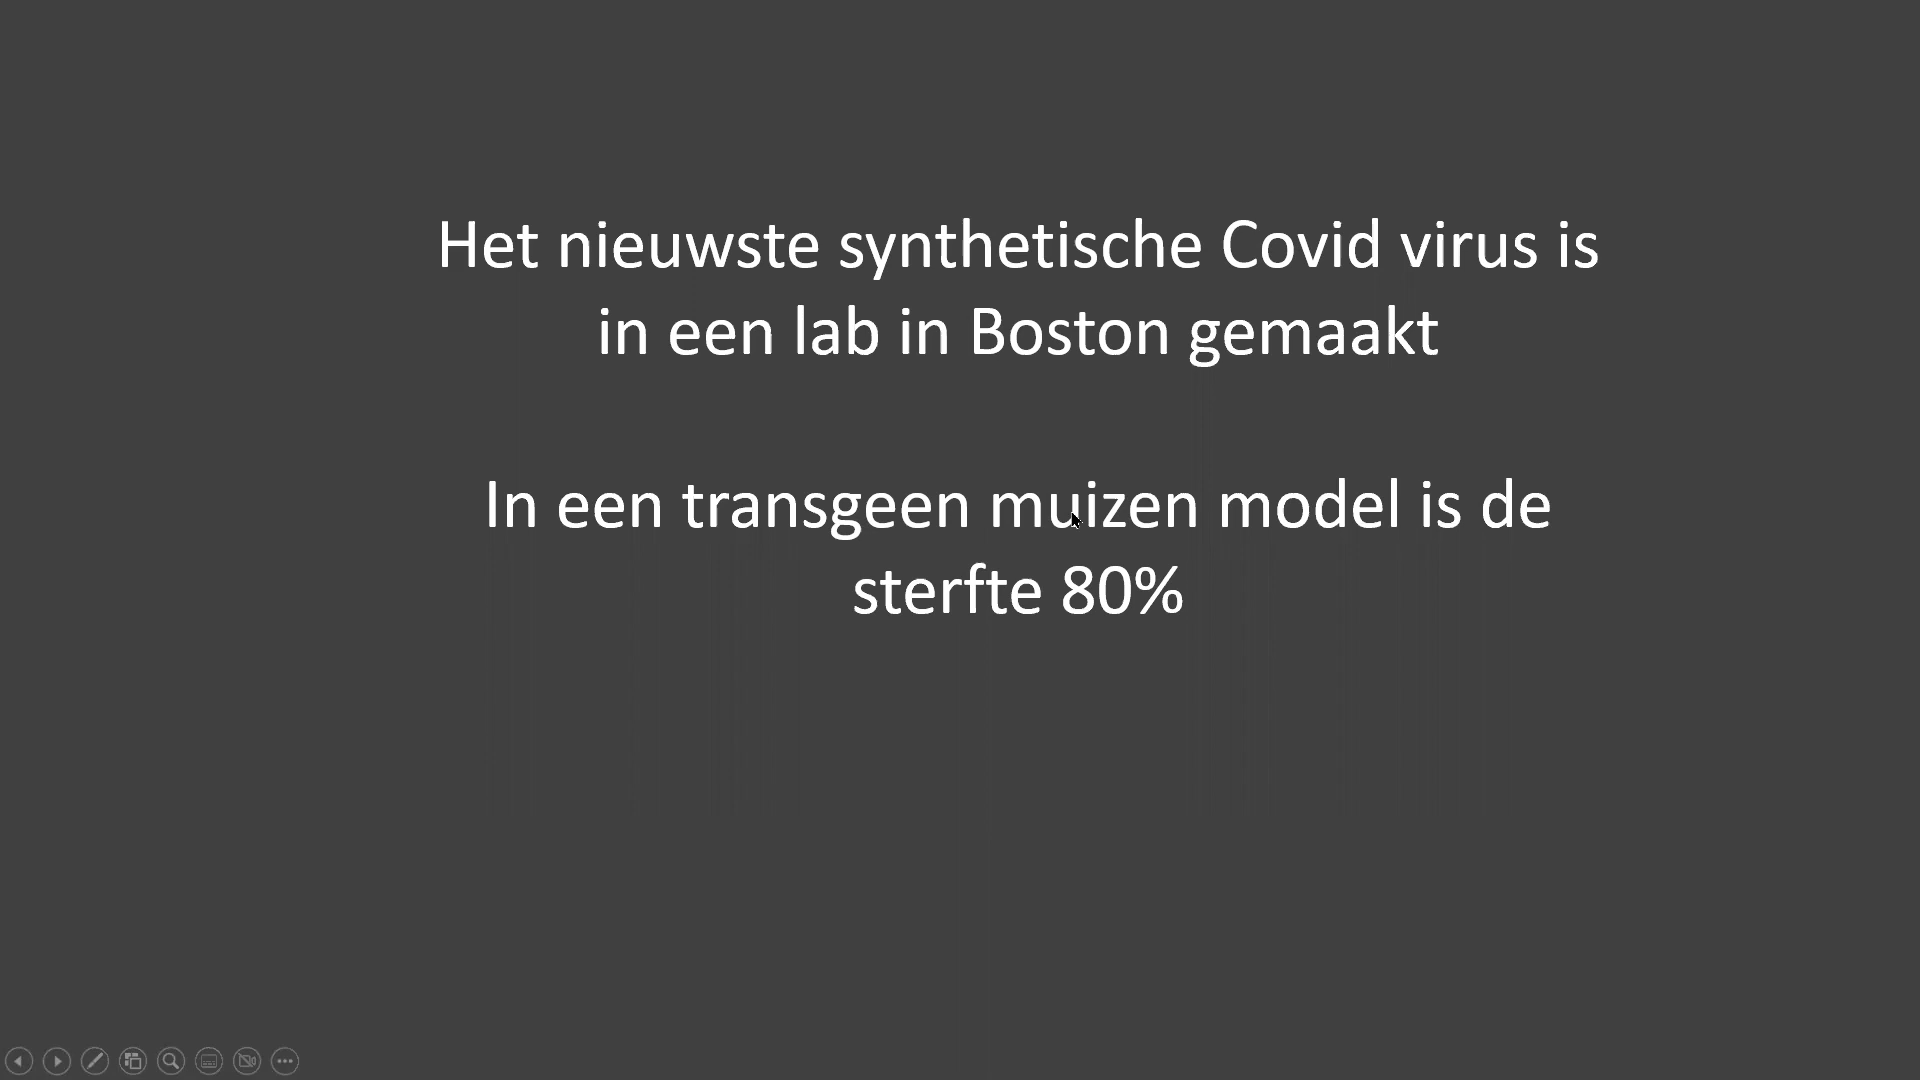 Het nieuwste synthetische Covid virus is
in een lab in Boston gemaakt
In een transgeen muizen model is de
sterfte 80%